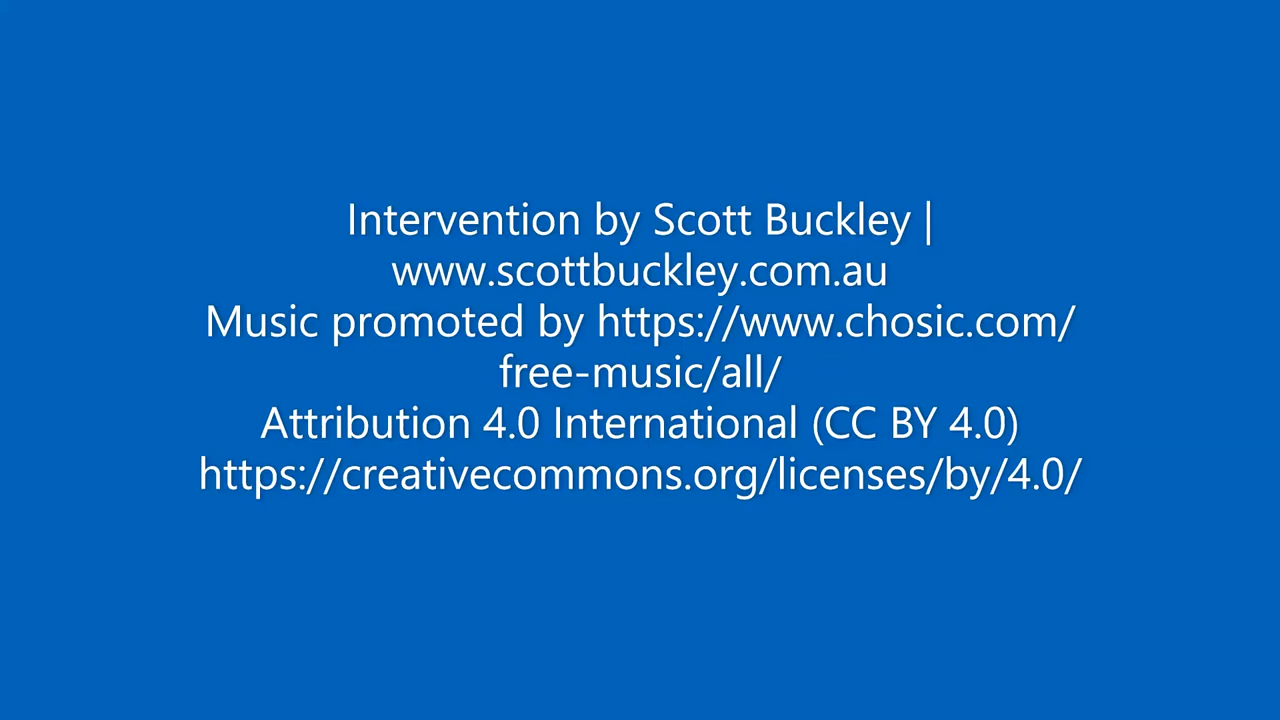 Intervention by Scott Buckley |
www.scottbuckley.com.au
Music promoted by https://www.chosic.com/
free-music/all/
Attribution 4.0 International (CC BY 4.0)
https://creativecommons.org/licenses/by/4.0/